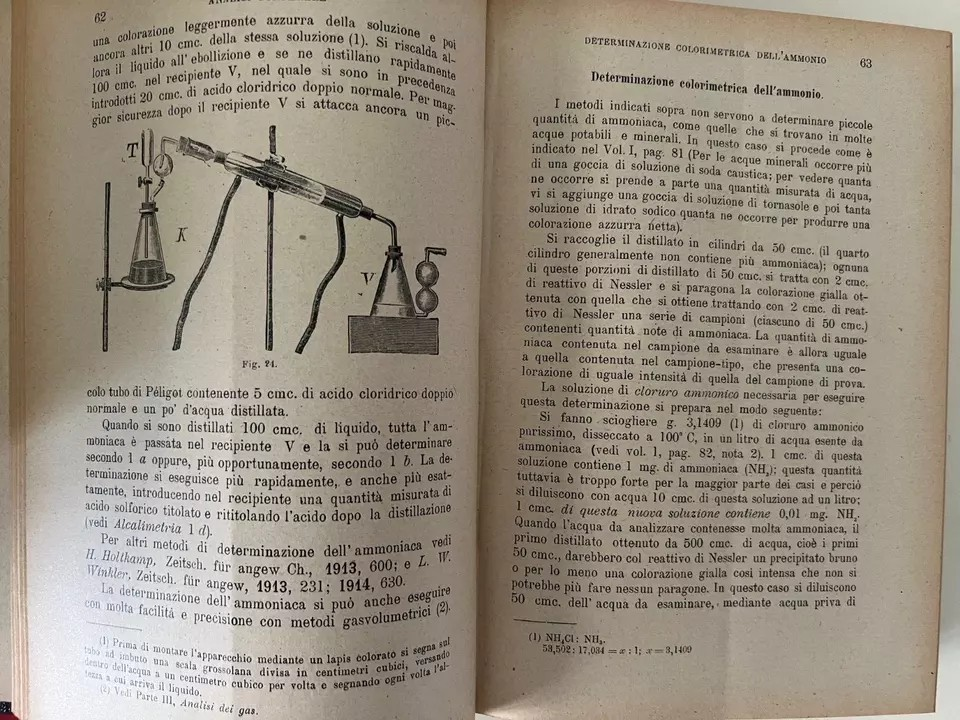 62
una colorazione leggermente azzurra della soluzione e poi
ancora altri 10 cmc. della stessa soluzione (1). Si riscalda al-
lora il liquido all'ebollizione e se ne distillano rapidamente
100 cmc. nel recipiente V, nel quale si sono in precedenza
introdotti 20 cmc. di acido cloridrico doppio normale. Per mag-
gior sicurezza dopo il recipiente V si attacca ancora un pic-
T
K
V
Fig. 24.
colo tubo di Péligot contenente 5 cmc. di acido cloridrico doppio
normale e un po' d'acqua distillata.
Quando si sono distillati 100 cmc. di liquido, tutta l'am-
moniaca è passata nel recipiente V e la si può determinare
secondo 1 a oppure, più opportunamente, secondo 1 b. La de-
terminazione si eseguisce più rapidamente, e anche più esat-
tamente, introducendo nel recipiente una quantità misurata di
acido solforico titolato e rititolando l'acido dopo la distillazione
(vedi Alcalimetria 1 d).
Per altri metodi di determinazione dell'ammoniaca vedi
H. Holtkamp, Zeitsch. für angew Ch., 1913, 600; e L. W.
Winkler, Zeitsch. für angew, 1913, 231; 1914, 630.
La determinazione dell'ammoniaca si può anche eseguire
con molta facilità e precisione con metodi gasvolumetrici (2).
(1) Prima di montare l'apparecchio mediante un lapis colorato si segna sul
tubo ad imbuto una scala grossolana divisa in centimetri cubici, versando
dentro dell'acqua a un centimetro cubico per volta e segnando ogni volta l'al-
tezza a cui arriva il liquido.
(2) Vedi Parte III, Analisi dei gas.
DETERMINAZIONE COLORIMETRICA DELL'AMMONIO 63
Determinazione colorimetrica dell'ammonio.
I metodi indicati sopra non servono a determinare piccole
quantità di ammoniaca, come quelle che si trovano in molte
acque potabili e minerali. In questo caso si procede come è
indicato nel Vol. I, pag. 81 (Per le acque minerali occorre più
di una goccia di soluzione di soda caustica; per vedere quanta
ne occorre si prende a parte una quantità misurata di acqua,
vi si aggiunge una goccia di soluzione di tornasole e poi tanta
soluzione di idrato sodico quanta ne occorre per produrre una
colorazione azzurra netta).
Si raccoglie il distillato in cilindri da 50 cmc. (il quarto
cilindro generalmente non contiene più ammoniaca); ognuna
di queste porzioni di distillato di 50 cmc. si tratta con 2 cmc.
di reattivo di Nessler e si paragona la colorazione gialla ot-
tenuta con quella che si ottiene trattando con 2 cmc. di reat-
tivo di Nessler una serie di campioni (ciascuno di 50 cmc.)
contenenti quantità note di ammoniaca. La quantità di ammo-
niaca contenuta nel campione da esaminare è allora uguale
a quella contenuta nel campione-tipo, che presenta una co-
lorazione di uguale intensità di quella del campione di prova.
La soluzione di cloruro ammonico necessaria per eseguire
questa determinazione si prepara nel modo seguente:
Si fanno sciogliere g. 3,1409 (1) di cloruro ammonico
purissimo, disseccato a 100° C, in un litro di acqua esente da
ammoniaca (vedi vol. 1, pag. 82, nota 2). 1 cmc. di questa
soluzione contiene 1 mg. di ammoniaca (NH₃); questa quantità
tuttavia è troppo forte per la maggior parte dei casi e perciò
si diluiscono con acqua 10 cmc. di questa soluzione ad un litro;
1 cmc. di questa nuova soluzione contiene 0,01 mg. NH₃.
Quando l'acqua da analizzare contenesse molta ammoniaca, il
primo distillato ottenuto da 500 cmc. di acqua, cioè i primi
50 cmc., darebbero col reattivo di Nessler un precipitato bruno
o per lo meno una colorazione gialla così intensa che non si
potrebbe più fare nessun paragone. In questo caso si diluiscono
50 cmc. dell'acqua da esaminare, mediante acqua priva di
(1) NH₄Cl : NH₃.
53,502 : 17,034 = x : 1; x = 3,1409